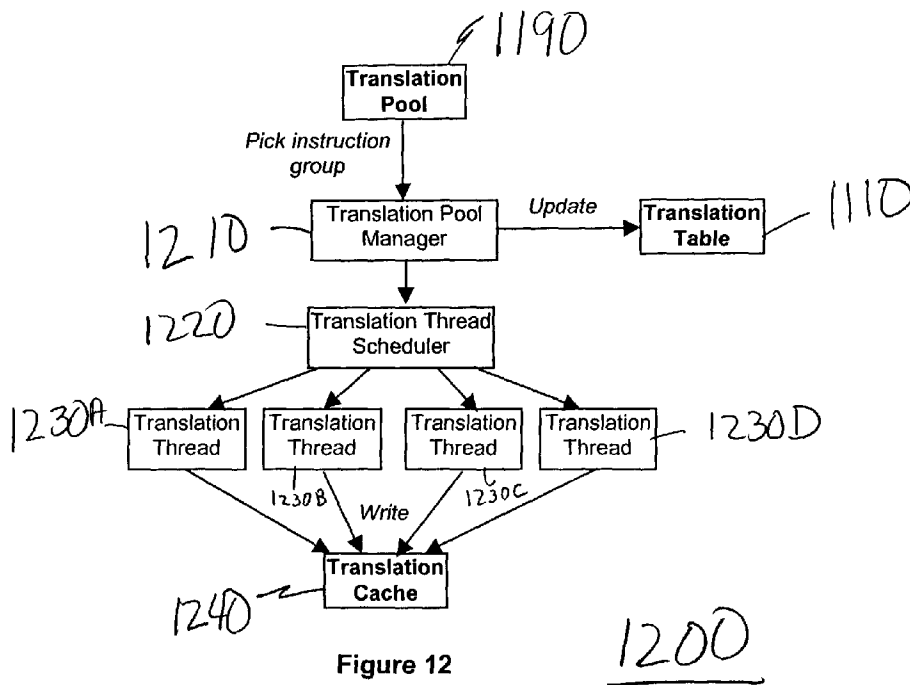 1190
Translation
Pool
Pick instruction
group
1210
Translation Pool
Manager
Update
Translation
Table
1110
1220
Translation Thread
Scheduler
1230A
Translation
Thread
Translation
Thread
Translation
Thread
Translation
Thread
1230D
1230B
1230C
Write
Translation
Cache
1240
Figure 12
1200